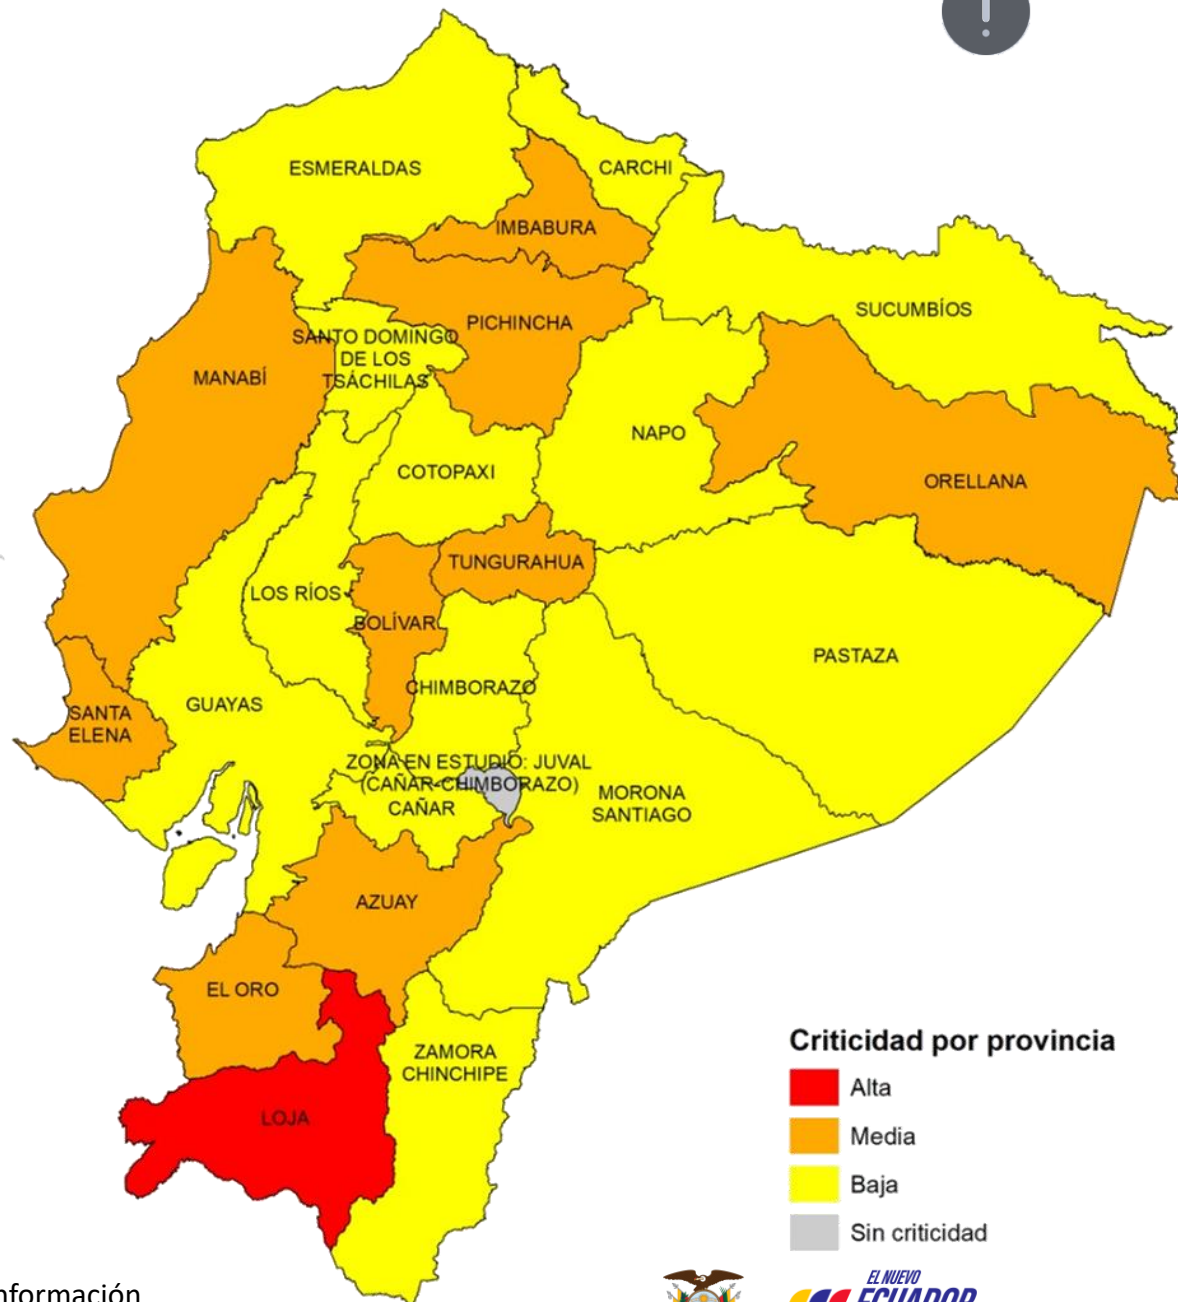 !
ESMERALDAS
CARCHI
IMBABURA
SUCUMBÍOS
PICHINCHA
SANTO DOMINGO
DE LOS
TSÁCHILAS
MANABÍ
NAPO
COTOPAXI
ORELLANA
TUNGURAHUA
LOS RÍOS
BOLÍVAR
PASTAZA
CHIMBORAZO
GUAYAS
SANTA
ELENA
ZONA EN ESTUDIO: JUVAL
(CAÑAR-CHIMBORAZO)
CAÑAR
MORONA
SANTIAGO
AZUAY
EL ORO
ZAMORA
CHINCHIPE
LOJA
Criticidad por provincia
Alta
Media
Baja
Sin criticidad
nformación
EL NUEVO
ECUADOR